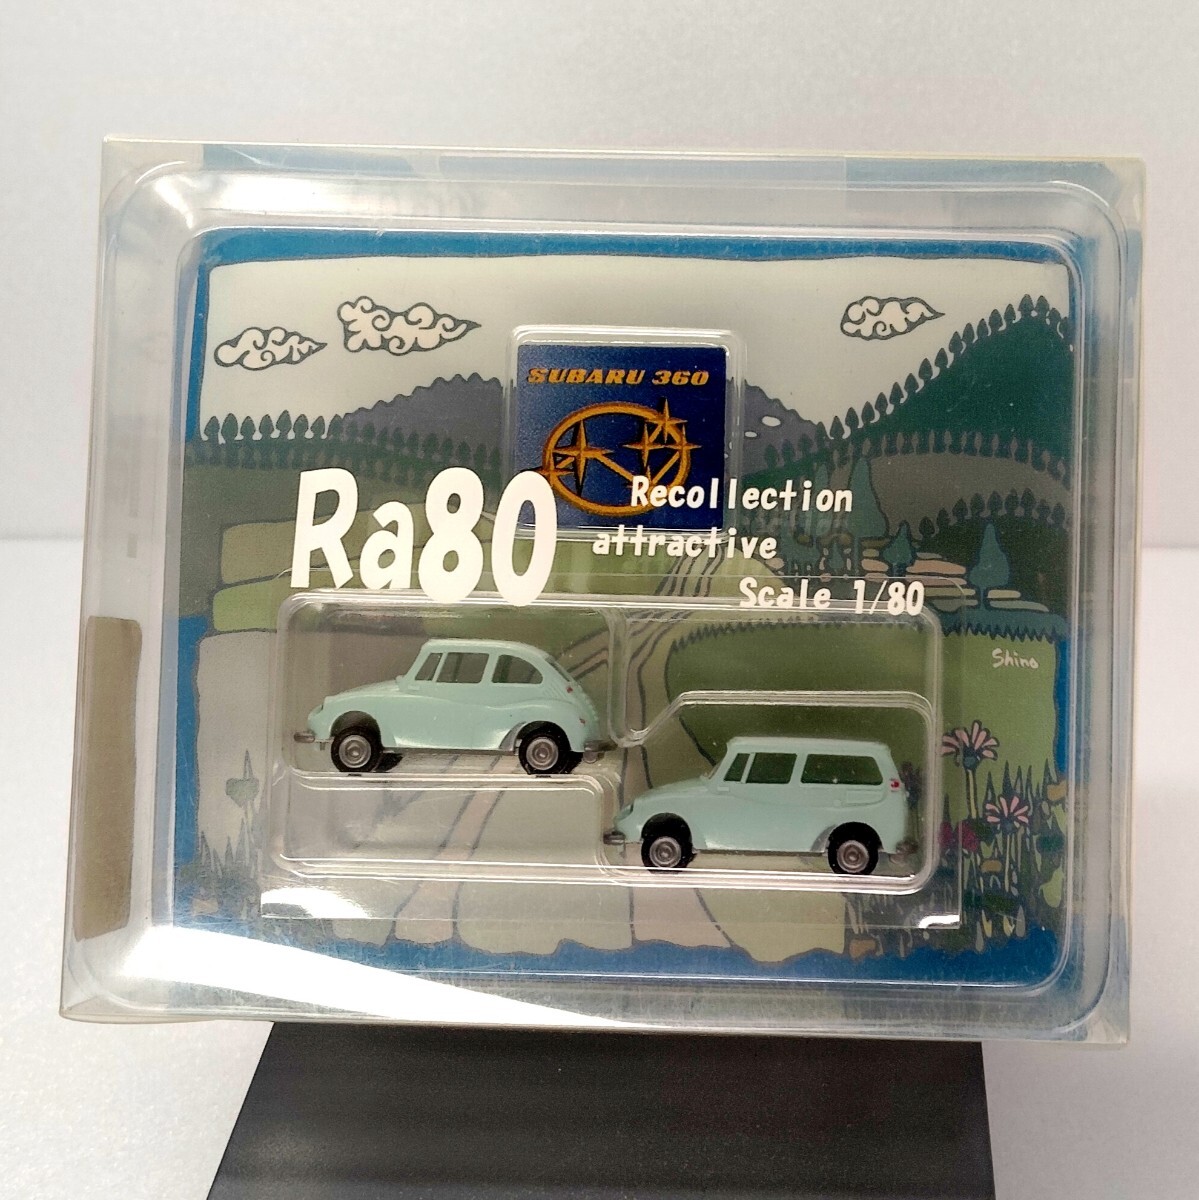 SUBARU 360
Ra80
Recollection
attractive
Scale 1/80
Shino